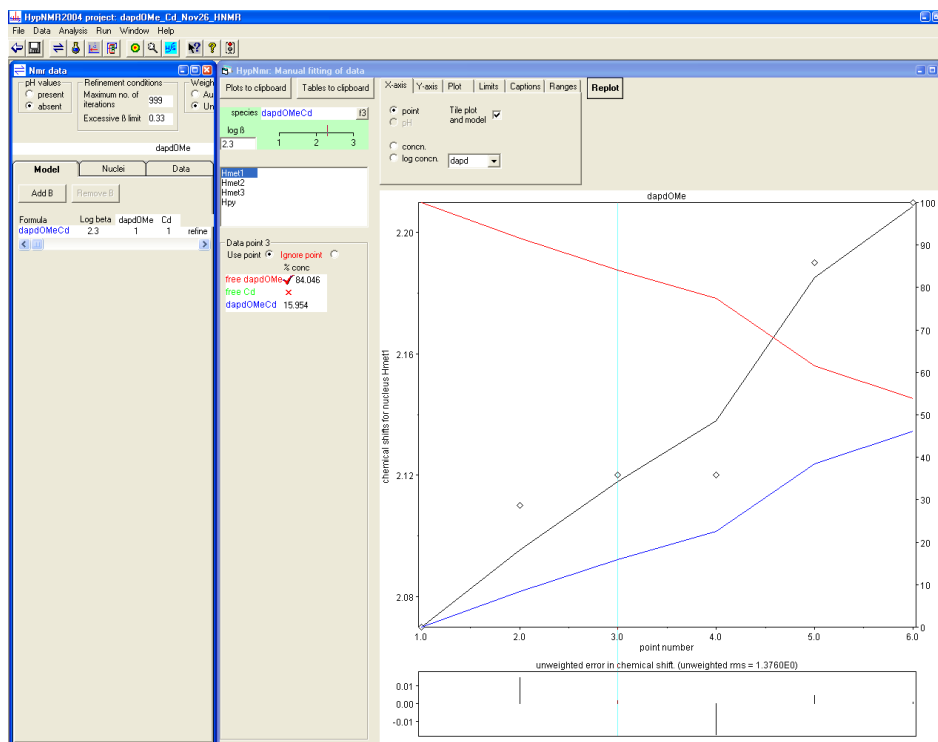 HypNMR2004 project: dapdOMe_Cd_Nov26_HNMR
File Data Analysis Run Window Help
Nmr data
pH values
present
absent
Refinement conditions
Maximum no. of iterations 999
Excessive ß limit 0.33
Weigh
Au
Un
dapdOMe
Model Nuclei Data
Add B Remove B
Formula Log beta dapdOMe Cd
dapdOMeCd 2.3 1 1 refine
HypNmr: Manual fitting of data
Plots to clipboard Tables to clipboard
species dapdOMeCd f3
log ß
2.3
1 2 3
Hmet1
Hmet2
Hmet3
Hpy
Data point 3
Use point Ignore point
% conc
free dapdOMe 84.046
free Cd
dapdOMeCd 15.954
X-axis Y-axis Plot Limits Captions Ranges Replot
point
pH
Tile plot and model
concn.
log concn. dapd
dapdOMe
chemical shifts for nucleus Hmet1
2.20
2.16
2.12
2.08
100
90
80
70
60
50
40
30
20
10
0
1.0 2.0 3.0 4.0 5.0 6.0
point number
unweighted error in chemical shift. (unweighted rms = 1.3760E0)
0.01
0.00
-0.01